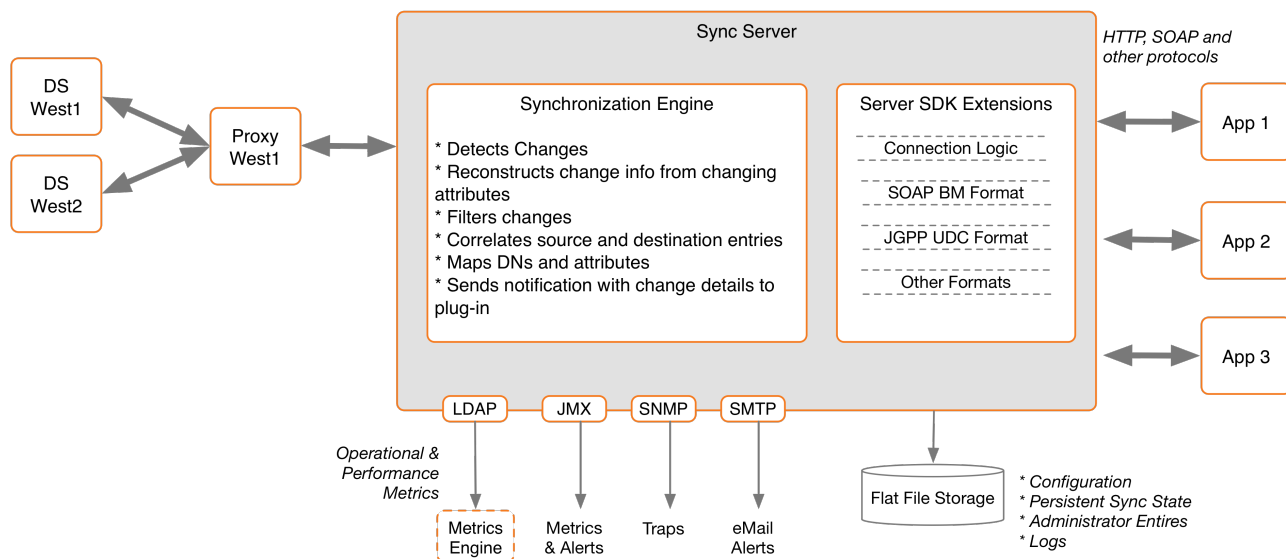 Sync Server
HTTP, SOAP and
other protocols
DS
West1
DS
West2
Proxy
West1
Synchronization Engine
* Detects Changes
* Reconstructs change info from changing
attributes
* Filters changes
* Correlates source and destination entries
* Maps DNs and attributes
* Sends notification with change details to
plug-in
Server SDK Extensions
Connection Logic
SOAP BM Format
JGPP UDC Format
Other Formats
App 1
App 2
App 3
LDAP
JMX
SNMP
SMTP
Operational &
Performance
Metrics
Metrics
Engine
Metrics
& Alerts
Traps
eMail
Alerts
Flat File Storage
* Configuration
* Persistent Sync State
* Administrator Entires
* Logs